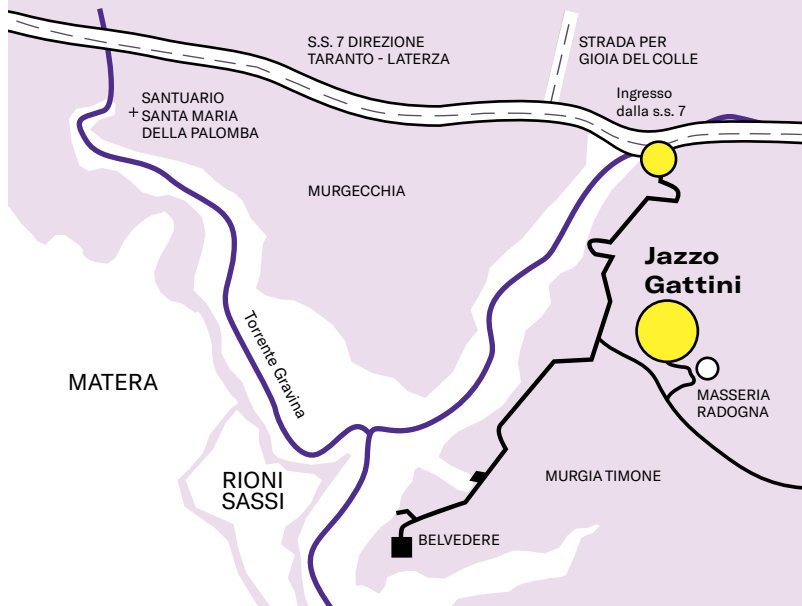 S.S. 7 DIREZIONE
TARANTO - LATERZA
STRADA PER
GIOIA DEL COLLE
Ingresso
dalla s.s. 7
SANTUARIO
+ SANTA MARIA
DELLA PALOMBA
MURGECCHIA
Jazzo
Gattini
Torrente Gravina
MATERA
MASSERIA
RADOGNA
RIONI
SASSI
MURGIA TIMONE
BELVEDERE